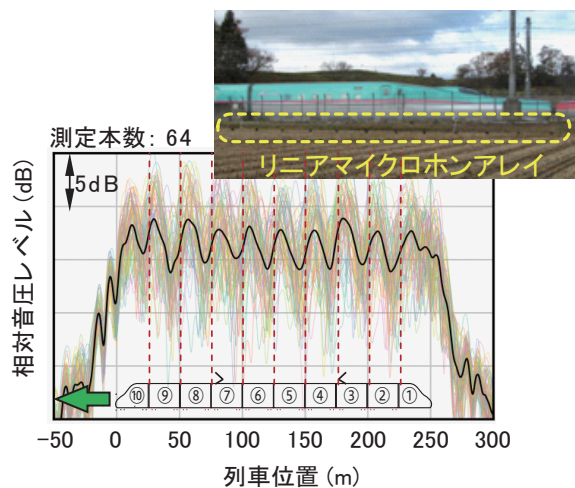 測定本数: 64
リニアマイクロホンアレイ
5dB
相対音圧レベル (dB)
⑩ ⑨ ⑧ ⑦ ⑥ ⑤ ④ ③ ② ①
-50 0 50 100 150 200 250 300
列車位置 (m)